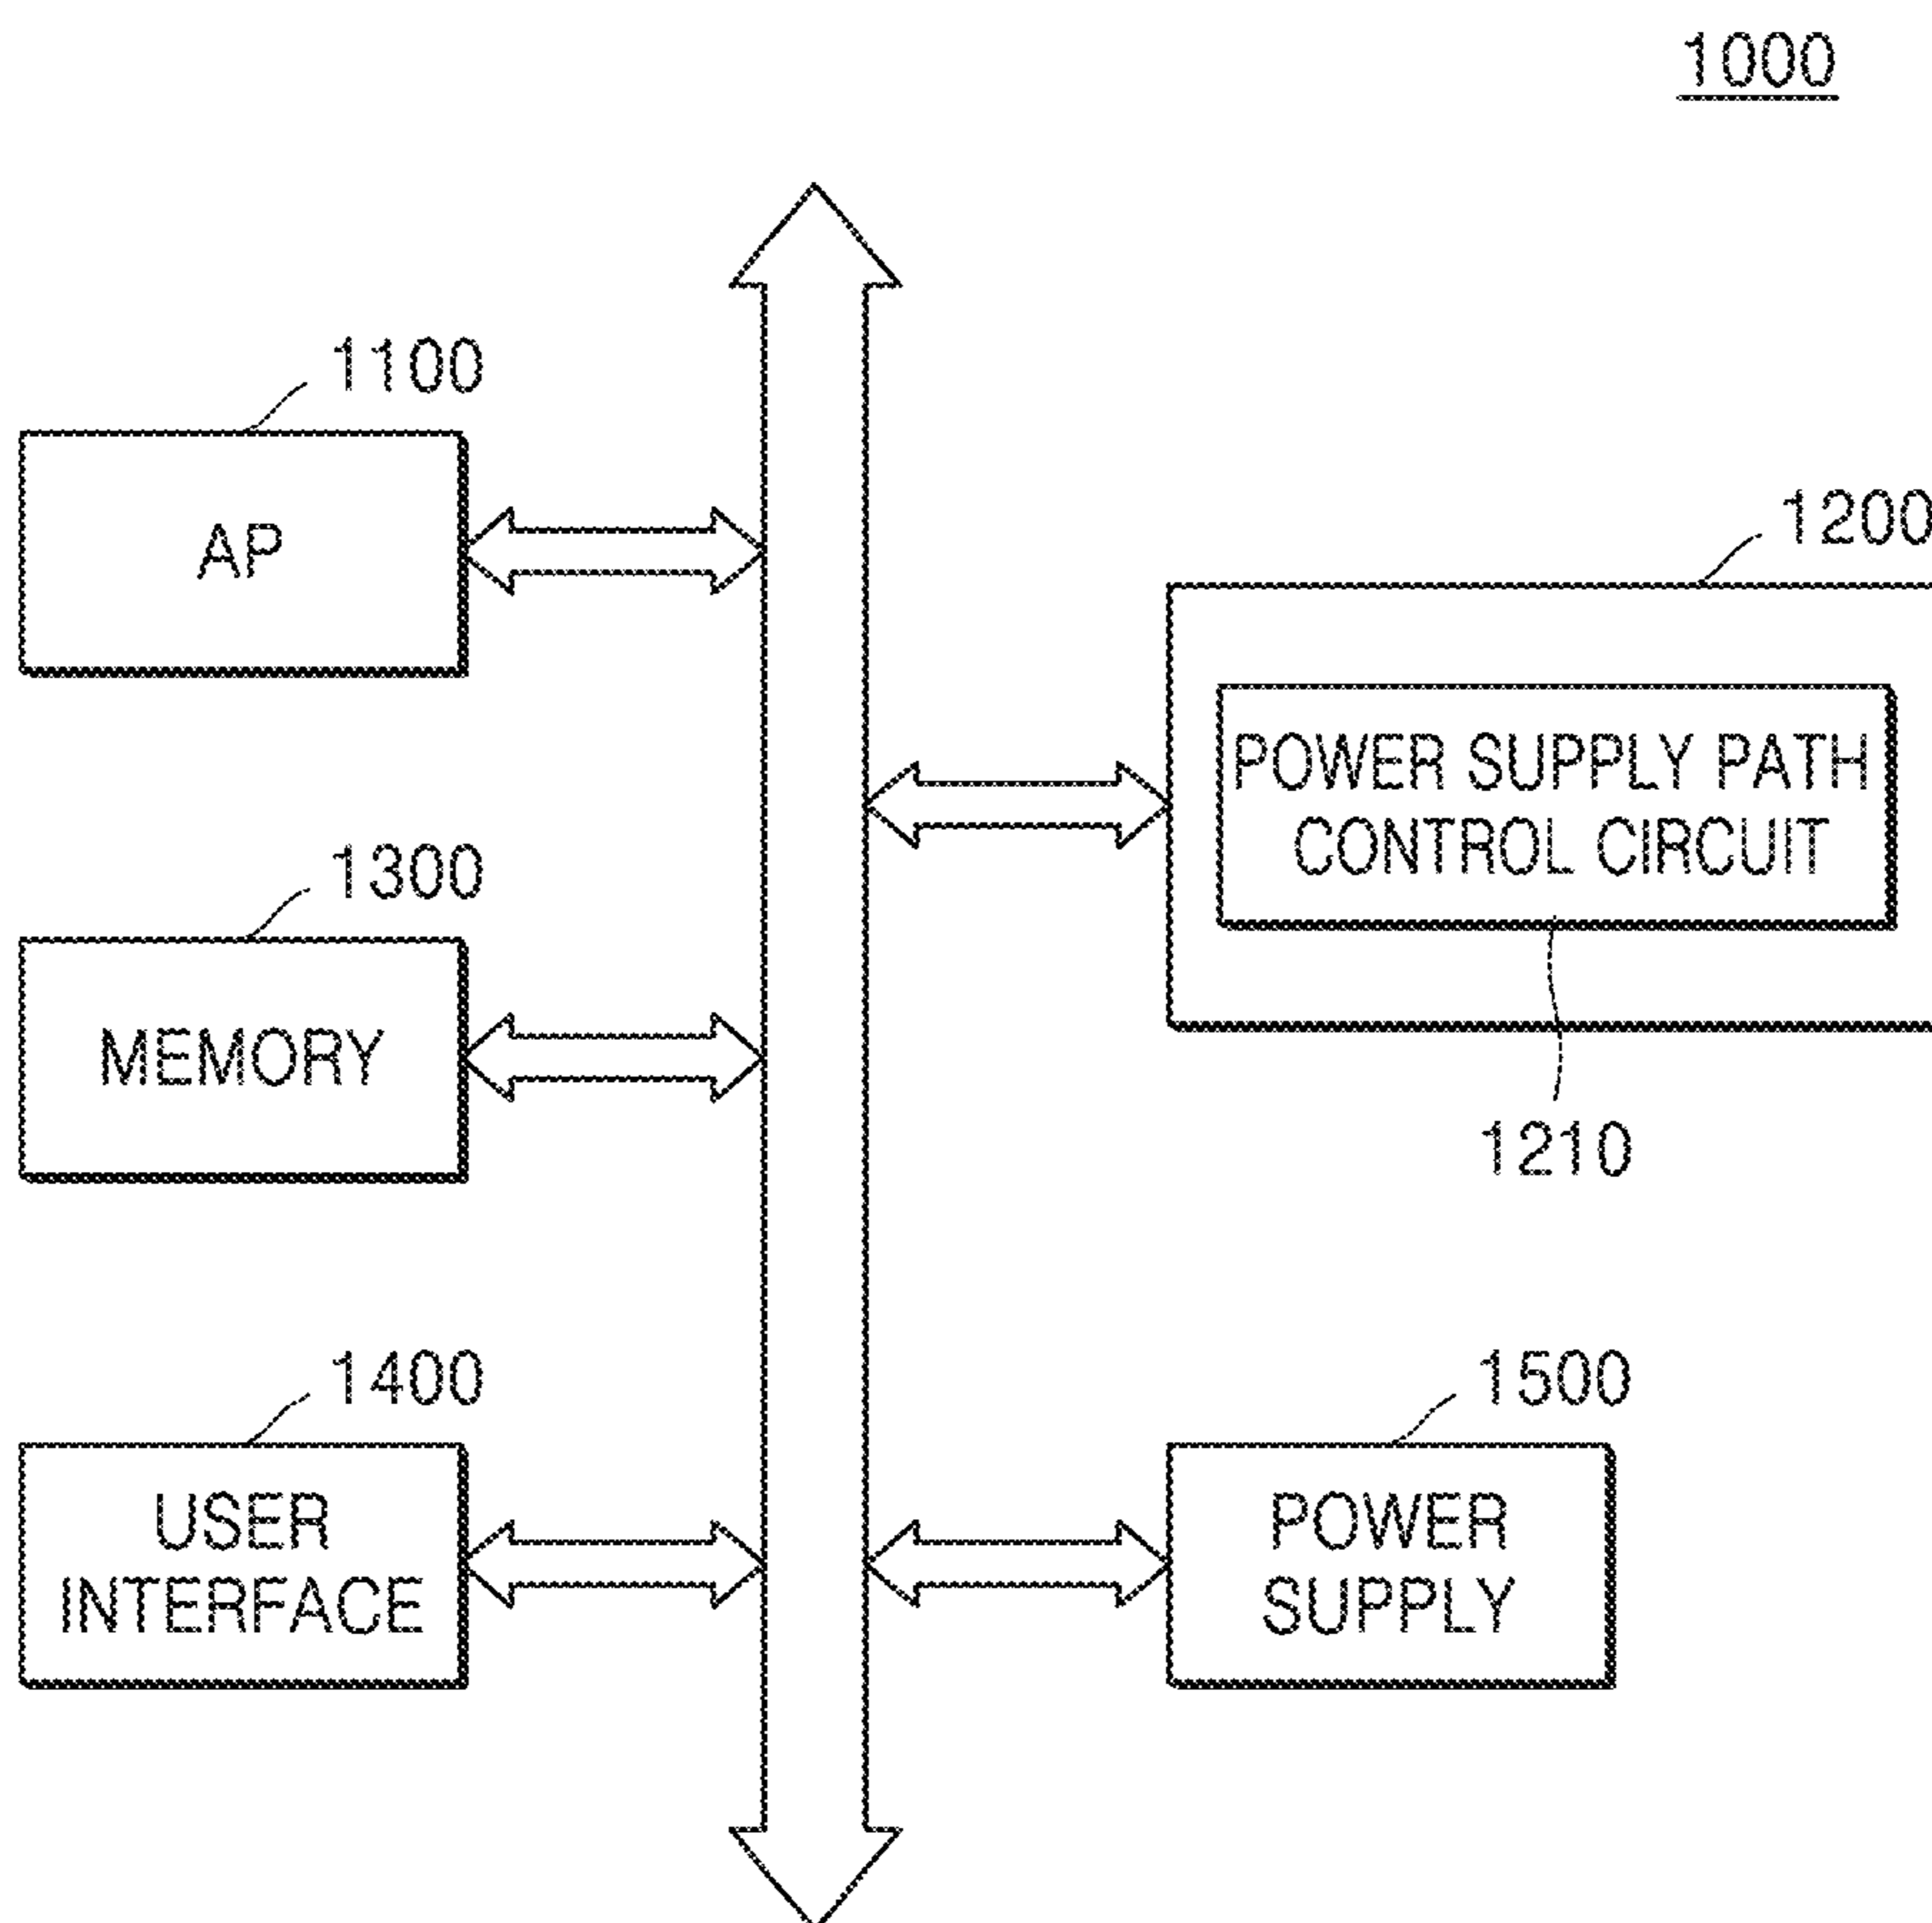 1000
1100
AP
1200
POWER SUPPLY PATH
CONTROL CIRCUIT
1210
1300
MEMORY
1400
USER
INTERFACE
1500
POWER
SUPPLY